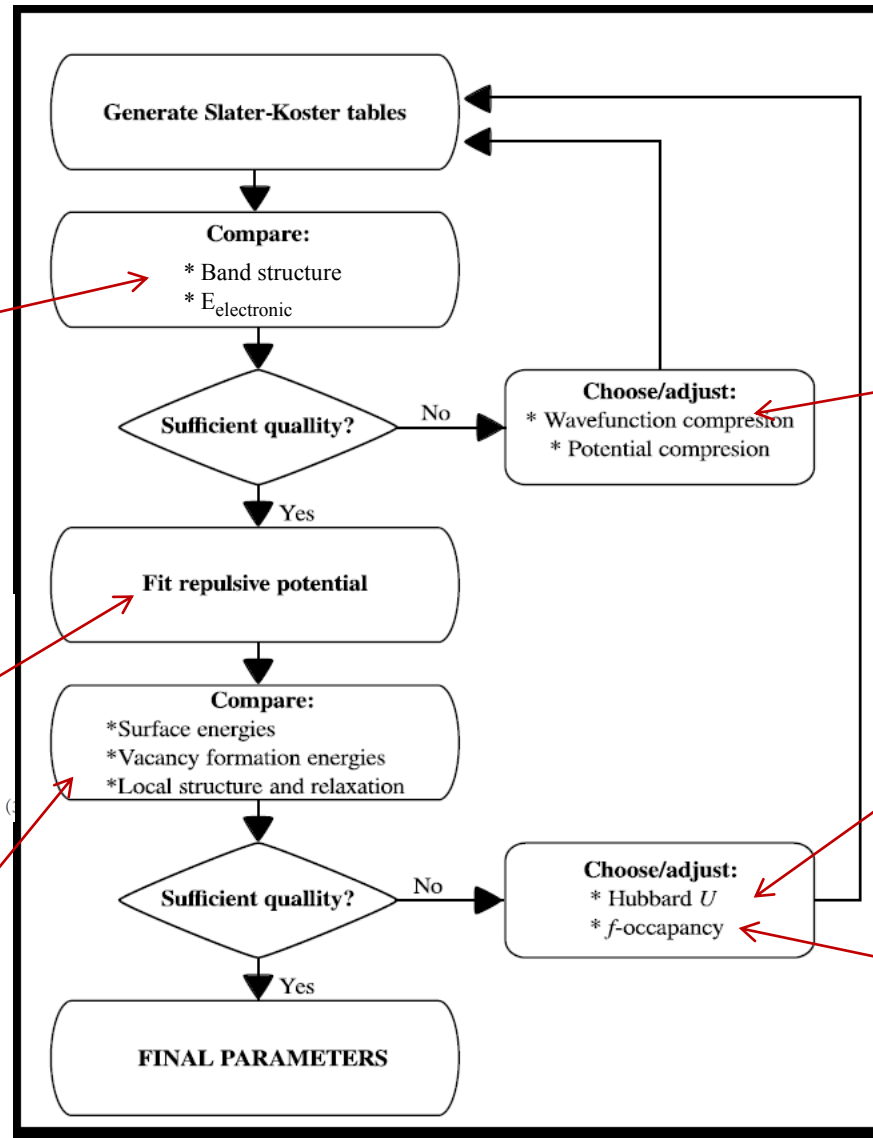 Generate Slater-Koster tables
Compare:
* Band structure
* Eelectronic
Sufficient quallity?
No
Choose/adjust:
* Wavefunction compresion
* Potential compresion
Yes
Fit repulsive potential
Compare:
*Surface energies
*Vacancy formation energies
*Local structure and relaxation
Sufficient quallity?
No
Choose/adjust:
* Hubbard U
* f-occapancy
Yes
FINAL PARAMETERS